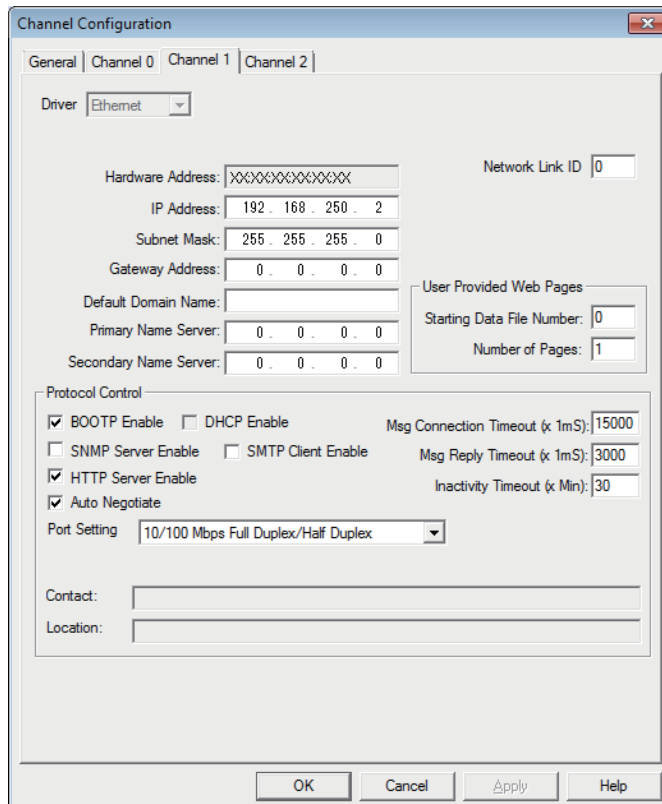 Channel Configuration
General Channel 0 Channel 1 Channel 2
Driver Ethernet
Hardware Address: XXXXXXXXXXXXX
Network Link ID 0
IP Address: 192 . 168 . 250 . 2
Subnet Mask: 255 . 255 . 255 . 0
Gateway Address: 0 . 0 . 0 . 0
Default Domain Name:
Primary Name Server: 0 . 0 . 0 . 0
Secondary Name Server: 0 . 0 . 0 . 0
User Provided Web Pages
Starting Data File Number: 0
Number of Pages: 1
Protocol Control
BOOTP Enable DHCP Enable
SNMP Server Enable SMTP Client Enable
HTTP Server Enable
Auto Negotiate
Msg Connection Timeout (x 1mS): 15000
Msg Reply Timeout (x 1mS): 3000
Inactivity Timeout (x Min): 30
Port Setting 10/100 Mbps Full Duplex/Half Duplex
Contact:
Location:
OK Cancel Apply Help